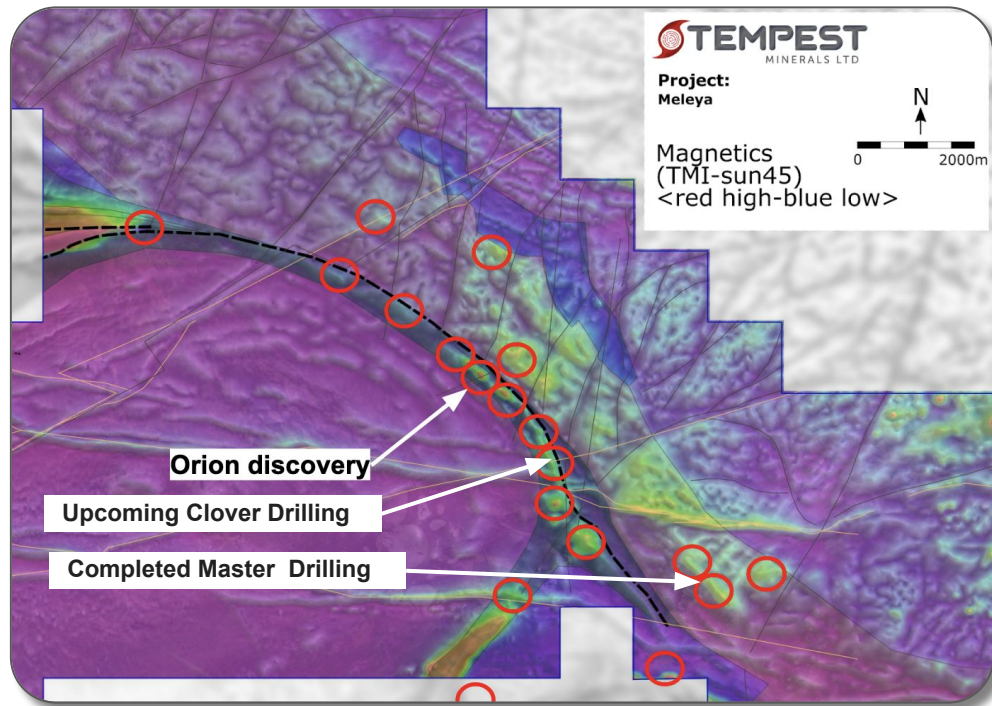 TEMPEST
MINERALS LTD
Project:
Meleya
N
Magnetics
(TMI-sun45)
<red high-blue low>
0 2000m
Orion discovery
Upcoming Clover Drilling
Completed Master Drilling